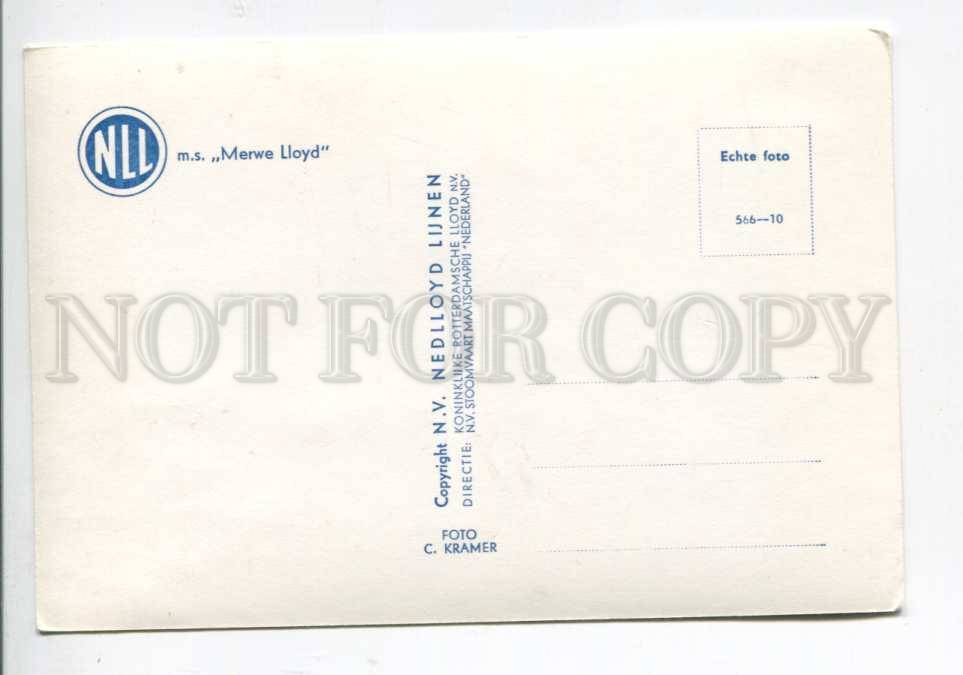 NLL
m.s. „Merwe Lloyd"
Echte foto
566--10
Copyright N.V. NEDLLOYD LIJNEN
DIRECTIE: KONINKLIJKE ROTTERDAMSCHE LLOYD N.V.
N.V. STOOMVAART MAATSCHAPPIJ "NEDERLAND"
FOTO
C. KRAMER
NOT FOR COPY